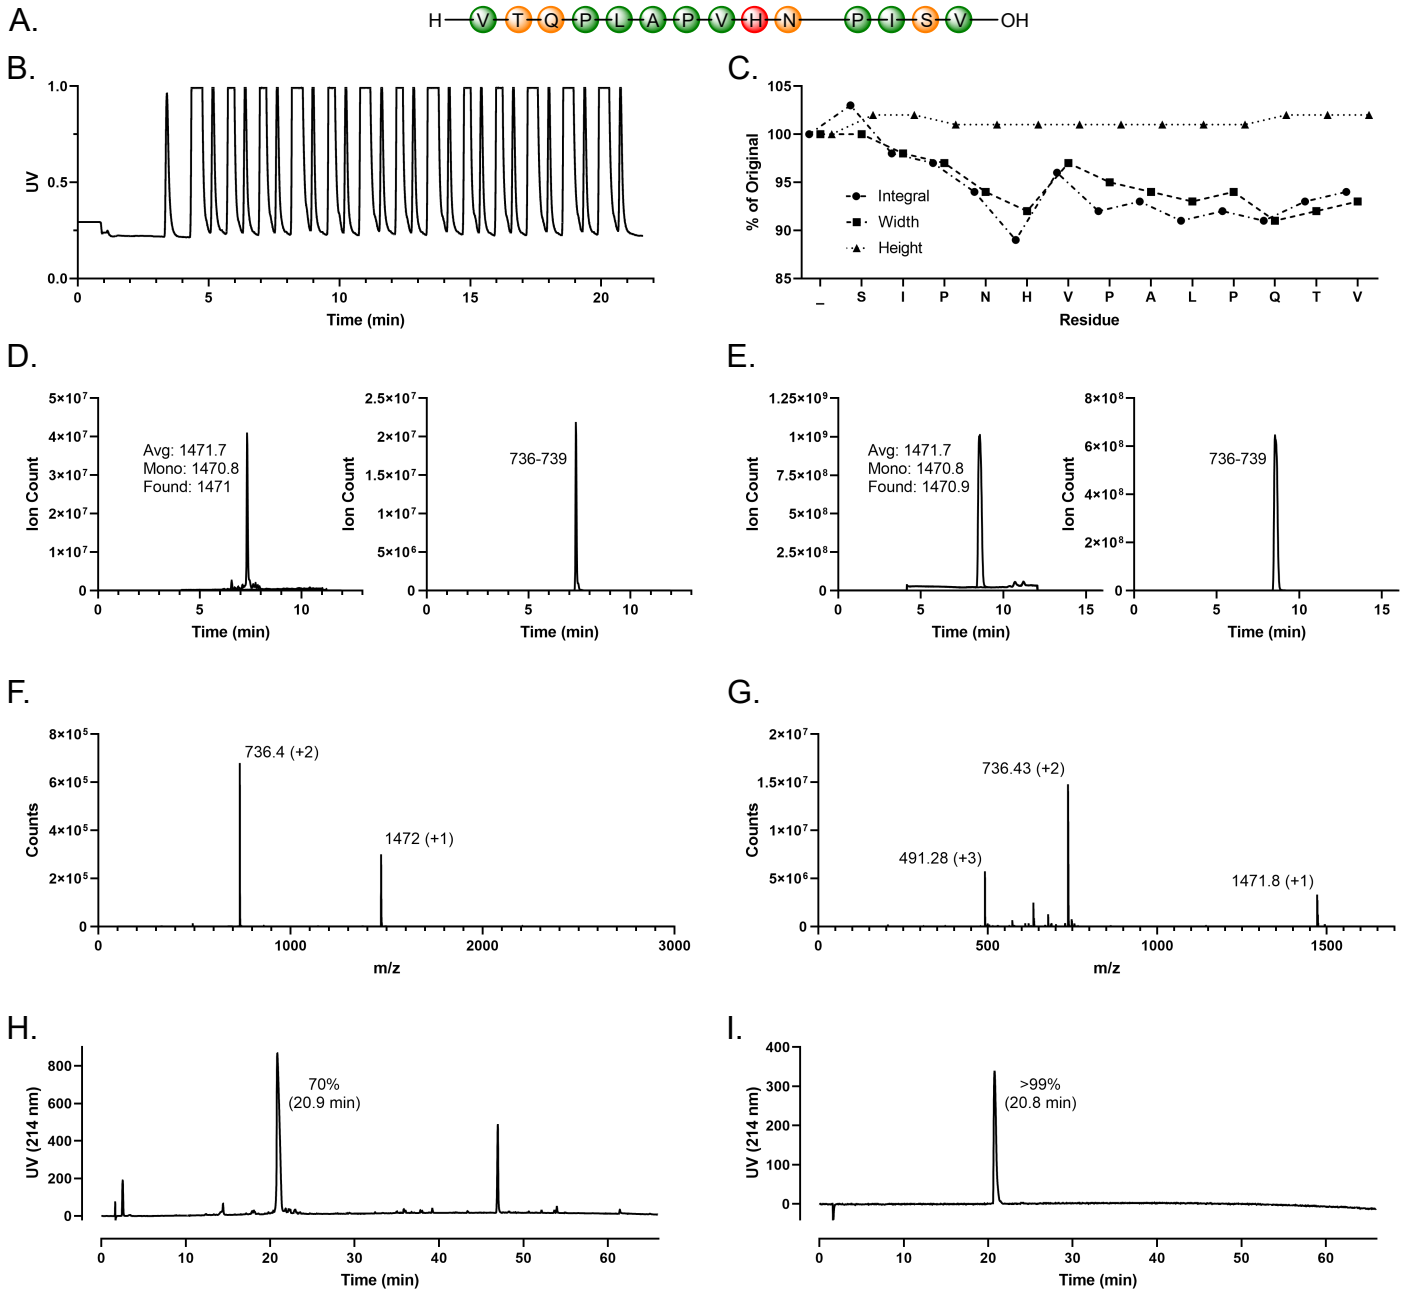 A.
H V T Q P L A P V H N P I S V OH
B.
1.0
0.5
0.0
UV
0 5 10 15 20
Time (min)
C.
105
100
95
90
85
% of Original
Integral
Width
Height
_ S I P N H V P A L P Q T V
Residue
D.
5×10⁷
4×10⁷
3×10⁷
2×10⁷
1×10⁷
0
Ion Count
Avg: 1471.7
Mono: 1470.8
Found: 1471
0 5 10
Time (min)
2.5×10⁷
2×10⁷
1.5×10⁷
1×10⁷
5×10⁶
0
Ion Count
736-739
0 5 10
Time (min)
E.
1.25×10⁹
1×10⁹
7.5×10⁸
5×10⁸
2.5×10⁸
0
Ion Count
Avg: 1471.7
Mono: 1470.8
Found: 1470.9
0 5 10 15
Time (min)
8×10⁸
6×10⁸
4×10⁸
2×10⁸
0
Ion Count
736-739
0 5 10 15
Time (min)
F.
8×10⁵
6×10⁵
4×10⁵
2×10⁵
0
Counts
736.4 (+2)
1472 (+1)
0 1000 2000 3000
m/z
G.
2×10⁷
1.5×10⁷
1×10⁷
5×10⁶
0
Counts
736.43 (+2)
491.28 (+3)
1471.8 (+1)
0 500 1000 1500
m/z
H.
800
600
400
200
0
UV (214 nm)
70%
(20.9 min)
0 10 20 30 40 50 60
Time (min)
I.
400
300
200
100
0
UV (214 nm)
>99%
(20.8 min)
0 10 20 30 40 50 60
Time (min)